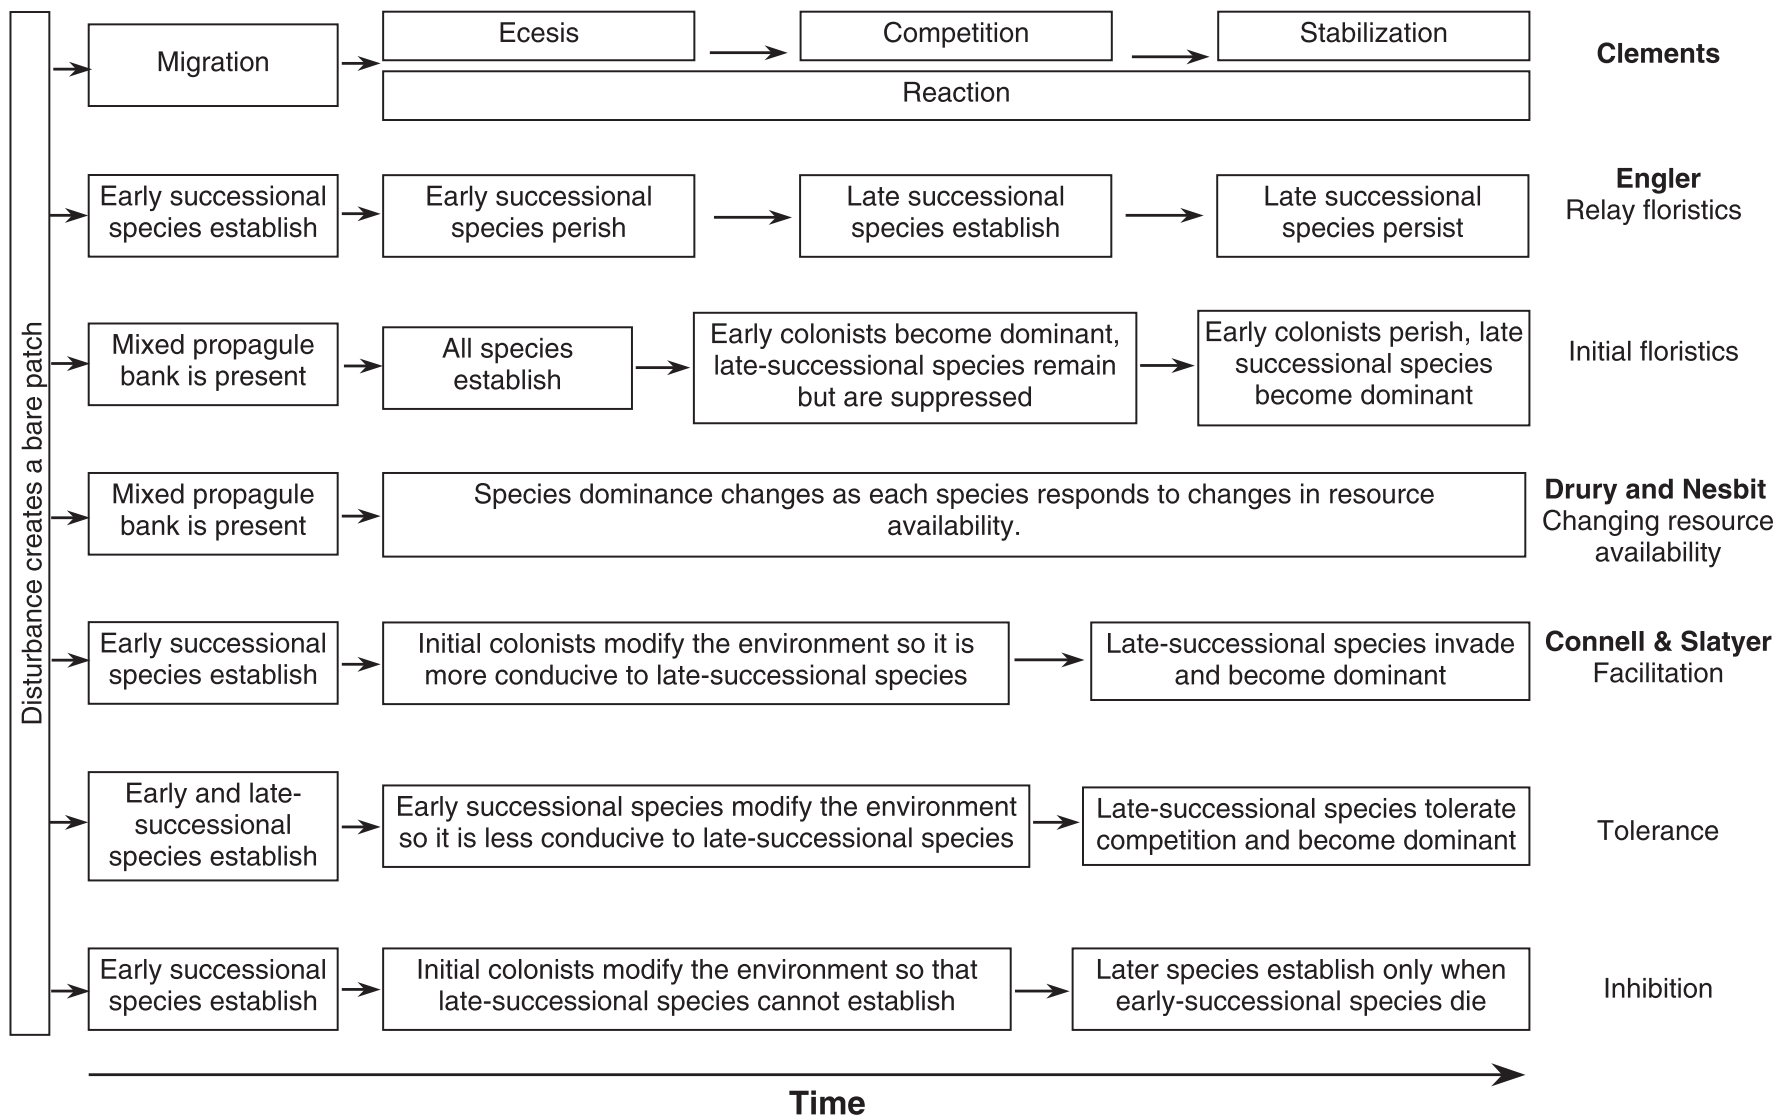 Disturbance creates a bare patch
Migration
Ecesis
Competition
Stabilization
Reaction
Clements
Early successional
species establish
Early successional
species perish
Late successional
species establish
Late successional
species persist
Engler
Relay floristics
Mixed propagule
bank is present
All species
establish
Early colonists become dominant,
late-successional species remain
but are suppressed
Early colonists perish, late
successional species
become dominant
Initial floristics
Mixed propagule
bank is present
Species dominance changes as each species responds to changes in resource
availability.
Drury and Nesbit
Changing resource
availability
Early successional
species establish
Initial colonists modify the environment so it is
more conducive to late-successional species
Late-successional species invade
and become dominant
Connell & Slatyer
Facilitation
Early and late-
successional
species establish
Early successional species modify the environment
so it is less conducive to late-successional species
Late-successional species tolerate
competition and become dominant
Tolerance
Early successional
species establish
Initial colonists modify the environment so that
late-successional species cannot establish
Later species establish only when
early-successional species die
Inhibition
Time